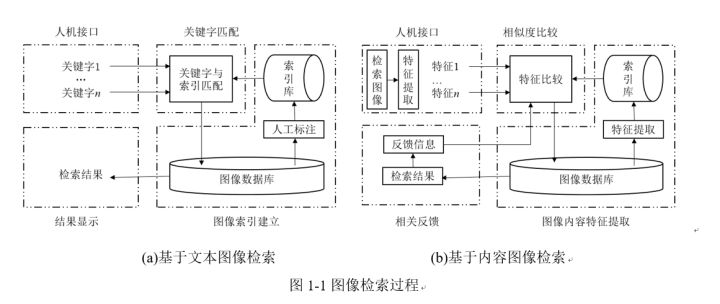 人机接口
关键字匹配
关键字1
…
关键字n
关键字与
索引匹配
索引库
人工标注
检索结果
图像数据库
结果显示
图像索引建立
(a)基于文本图像检索
人机接口
相似度比较
检索图像
特征提取
特征1
…
特征n
特征比较
索引库
特征提取
反馈信息
检索结果
图像数据库
相关反馈
图像内容特征提取
(b)基于内容图像检索
图 1-1 图像检索过程